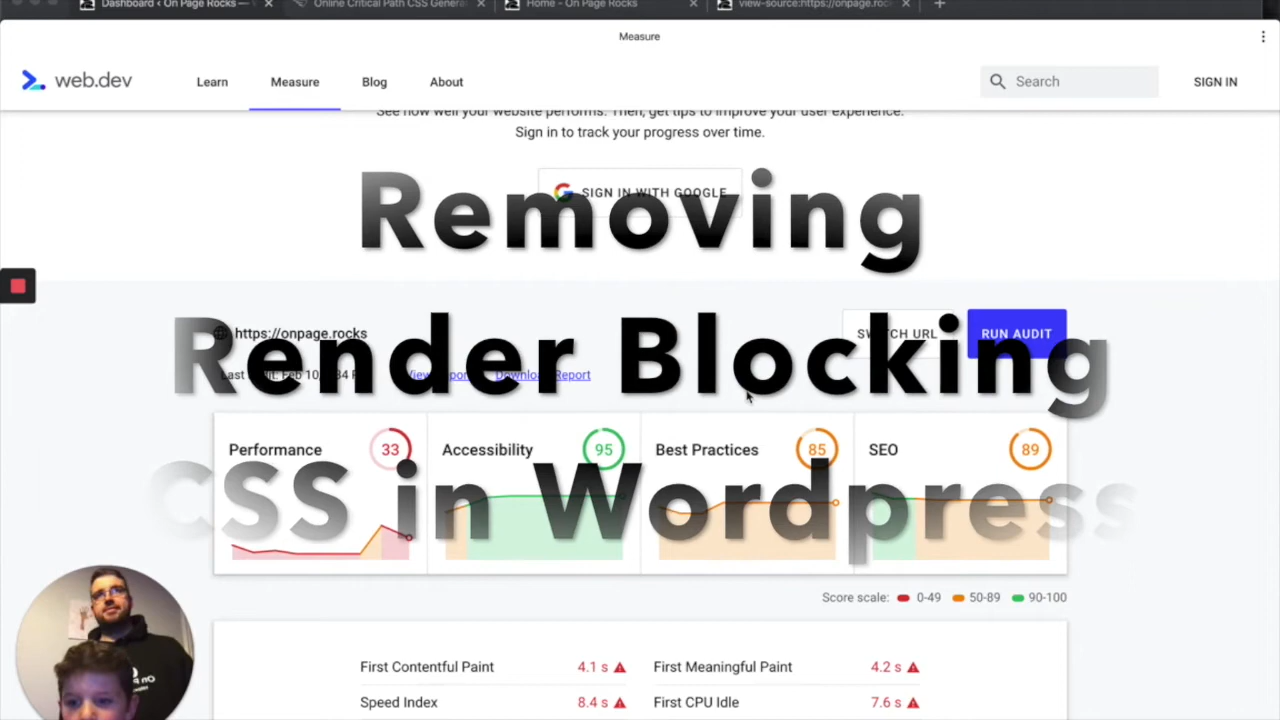 Dashboard ‹ On Page Rocks —
Online Critical Path CSS Genera
Home - On Page Rocks
view-source:https://onpage.roc
Measure
web.dev
Learn
Measure
Blog
About
Search
SIGN IN
See how well your website performs. Then, get tips to improve your user experience.
Sign in to track your progress over time.
SIGN IN WITH GOOGLE
Removing
Render Blocking
CSS in Wordpress
https://onpage.rocks
SWITCH URL
RUN AUDIT
Download Report
Performance
33
Accessibility
95
Best Practices
85
SEO
89
Score scale:
0-49
50-89
90-100
First Contentful Paint
4.1 s
First Meaningful Paint
4.2 s
Speed Index
8.4 s
First CPU Idle
7.6 s